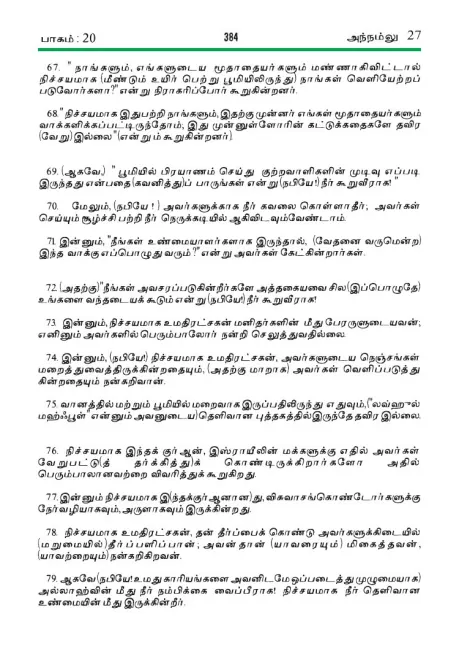 பாகம் : 20 384 அந்நம்லு 27
67. " நாங்களும், எங்களுடைய மூதாதையர்களும் மண்ணாகிவிட்டால்
நிச்சயமாக (மீண்டும் உயிர் பெற்று பூமியிலிருந்து) நாங்கள் வெளியேற்றப்
படுவோர்களா?" என்று நிராகரிப்போர் கூறுகின்றனர்.
68." நிச்சயமாக இதுபற்றி நாங்களும், இதற்கு முன்னர் எங்கள் மூதாதையர்களும்
வாக்களிக்கப்பட்டிருந்தோம்; இது முன்னுள்ளோரின் கட்டுக்கதைகளே தவிர
(வேறு) இல்லை" (என்றும் கூறுகின்றனர்).
69. (ஆகவே,) " பூமியில் பிரயாணம் செய்து குற்றவாளிகளின் முடிவு எப்படி
இருந்தது என்பதை (கவனித்து)ப் பாருங்கள் என்று (நபியே!) நீர் கூறுவீராக! "
70. மேலும், (நபியே ! ) அவர்களுக்காக நீர் கவலை கொள்ளாதீர்; அவர்கள்
செய்யும் சூழ்ச்சி பற்றி நீர் நெருக்கடியில் ஆகிவிடவும்வேண்டாம்.
71. இன்னும், "நீங்கள் உண்மையாளர்களாக இருந்தால், (வேதனை வருமென்ற)
இந்த வாக்கு எப்பொழுது வரும் ?" என்று அவர்கள் கேட்கின்றார்கள்.
72. (அதற்கு) "நீங்கள் அவசரப்படுகின்றீர்களே அத்தகையவை சில (இப்பொழுதே)
உங்களை வந்தடையக் கூடும் என்று (நபியே!) நீர் கூறுவீராக!
73. இன்னும், நிச்சயமாக உமதிரட்சகன் மனிதர்களின் மீது பேரருளுடையவன்;
எனினும் அவர்களில் பெரும்பாலோர் நன்றி செலுத்துவதில்லை.
74. இன்னும், (நபியே!) நிச்சயமாக உமதிரட்சகன், அவர்களுடைய நெஞ்சங்கள்
மறைத்துவைத்திருக்கின்றதையும், (அதற்கு மாறாக) அவர்கள் வெளிப்படுத்து
கின்றதையும் நன்கறிவான்.
75. வானத்தில் மற்றும் பூமியில் மறைவாக இருப்பதிலிருந்து எதுவும், ("லவ்ஹுல்
மஹ்ஃபூள்" என்னும் அவனுடைய) தெளிவான புத்தகத்தில் இருந்தே தவிர இல்லை.
76. நிச்சயமாக இந்தக் குர்ஆன், இஸ்ராயீலின் மக்களுக்கு எதில் அவர்கள்
வேறுபட்டு(த் தர்க்கித்து)க் கொண்டிருக்கிறார்களோ அதில்
பெரும்பாலானவற்றை விவரித்துக் கூறுகிறது.
77. இன்னும் நிச்சயமாக இ(ந்தக்குர்ஆனான)து, விசுவாசங்கொண்டோர்களுக்கு
நேர்வழியாகவும், அருளாகவும் இருக்கின்றது.
78. நிச்சயமாக உமதிரட்சகன், தன் தீர்ப்பைக் கொண்டு அவர்களுக்கிடையில்
(மறுமையில்) தீர்ப்பளிப்பான் ; அவன்தான் (யாவரையும்) மிகைத்தவன்,
(யாவற்றையும்) நன்கறிகிறவன்.
79. ஆகவே (நபியே! உமது காரியங்களை அவனிடமே ஒப்படைத்து முழுமையாக)
அல்லாஹ்வின் மீது நீர் நம்பிக்கை வைப்பீராக! நிச்சயமாக நீர் தெளிவான
உண்மையின் மீது இருக்கின்றீர்.